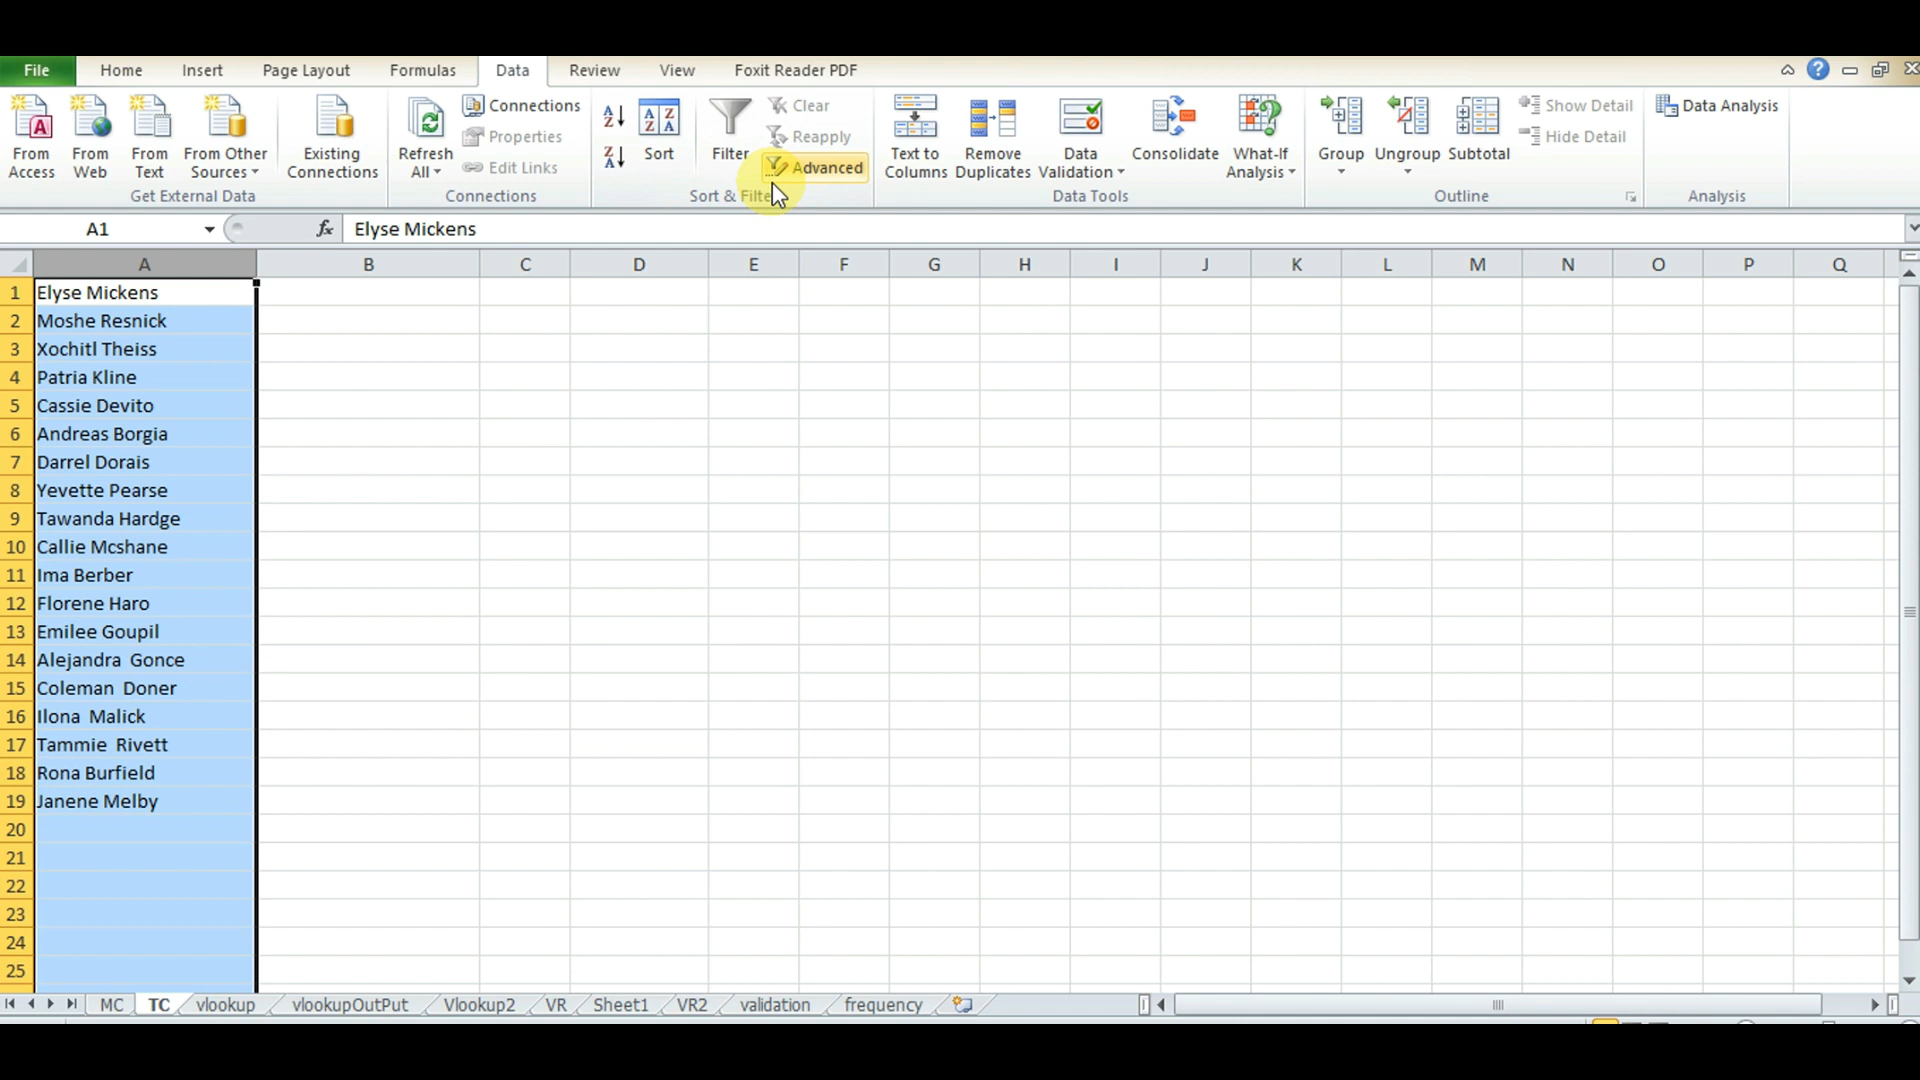 File Home Insert Page Layout Formulas Data Review View Foxit Reader PDF
From Access From Web From Text From Other Sources Existing Connections Refresh All Connections Properties Edit Links Sort Filter Clear Reapply Advanced Text to Columns Remove Duplicates Data Validation Consolidate What-If Analysis Group Ungroup Subtotal Show Detail Hide Detail Data Analysis
Get External Data Connections Sort & Filte Data Tools Outline Analysis
A1 fx Elyse Mickens
A B C D E F G H I J K L M N O P Q
1 Elyse Mickens
2 Moshe Resnick
3 Xochitl Theiss
4 Patria Kline
5 Cassie Devito
6 Andreas Borgia
7 Darrel Dorais
8 Yevette Pearse
9 Tawanda Hardge
10 Callie Mcshane
11 Ima Berber
12 Florene Haro
13 Emilee Goupil
14 Alejandra  Gonce
15 Coleman  Doner
16 Ilona  Malick
17 Tammie  Rivett
18 Rona Burfield
19 Janene Melby
20
21
22
23
24
25
MC TC vlookup vlookupOutPut Vlookup2 VR Sheet1 VR2 validation frequency